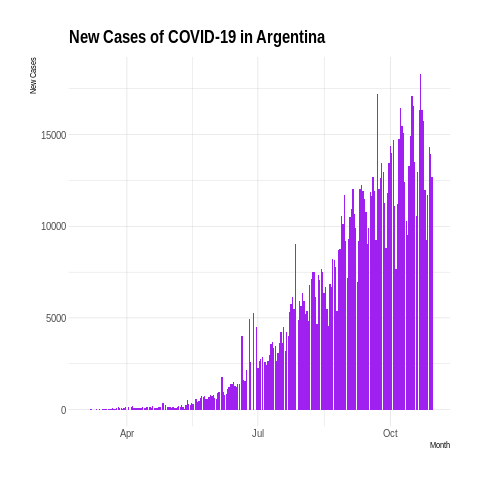 New Cases of COVID-19 in Argentina
New Cases
15000
10000
5000
0
Apr Jul Oct
Month